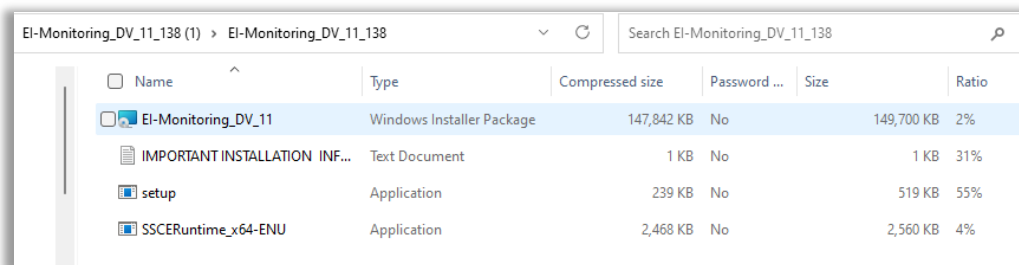 EI-Monitoring_DV_11_138 (1) > EI-Monitoring_DV_11_138 Search EI-Monitoring_DV_11_138
Name Type Compressed size Password ... Size Ratio
EI-Monitoring_DV_11 Windows Installer Package 147,842 KB No 149,700 KB 2%
IMPORTANT INSTALLATION INF... Text Document 1 KB No 1 KB 31%
setup Application 239 KB No 519 KB 55%
SSCERuntime_x64-ENU Application 2,468 KB No 2,560 KB 4%